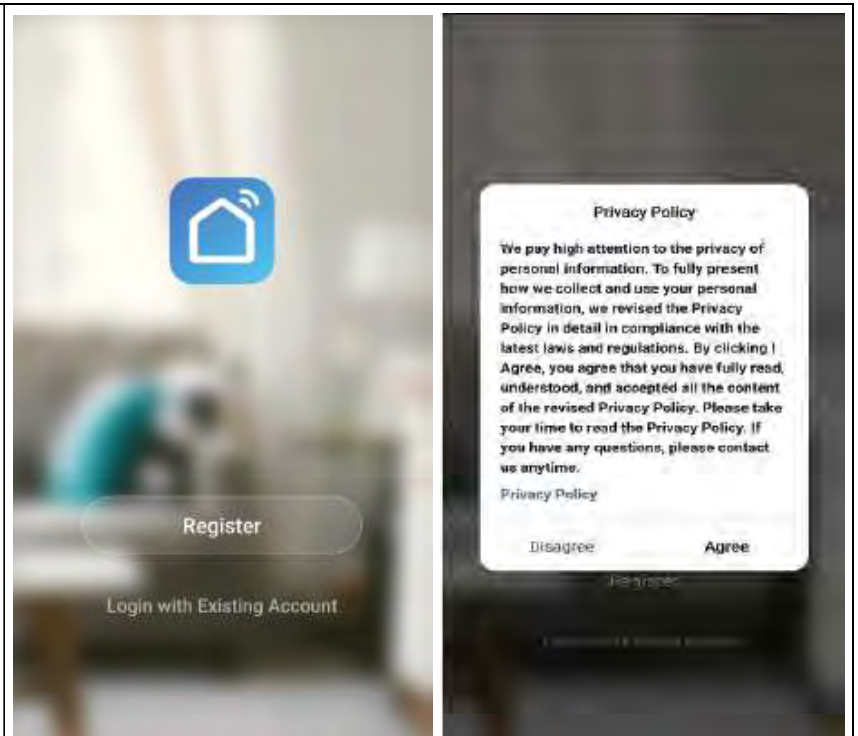 Register
Login with Existing Account
Privacy Policy
We pay high attention to the privacy of
personal information. To fully present
how we collect and use your personal
information, we revised the Privacy
Policy in detail in compliance with the
latest laws and regulations. By clicking I
Agree, you agree that you have fully read,
understood, and accepted all the content
of the revised Privacy Policy. Please take
your time to read the Privacy Policy. If
you have any questions, please contact
us anytime.
Privacy Policy
Disagree Agree
Register